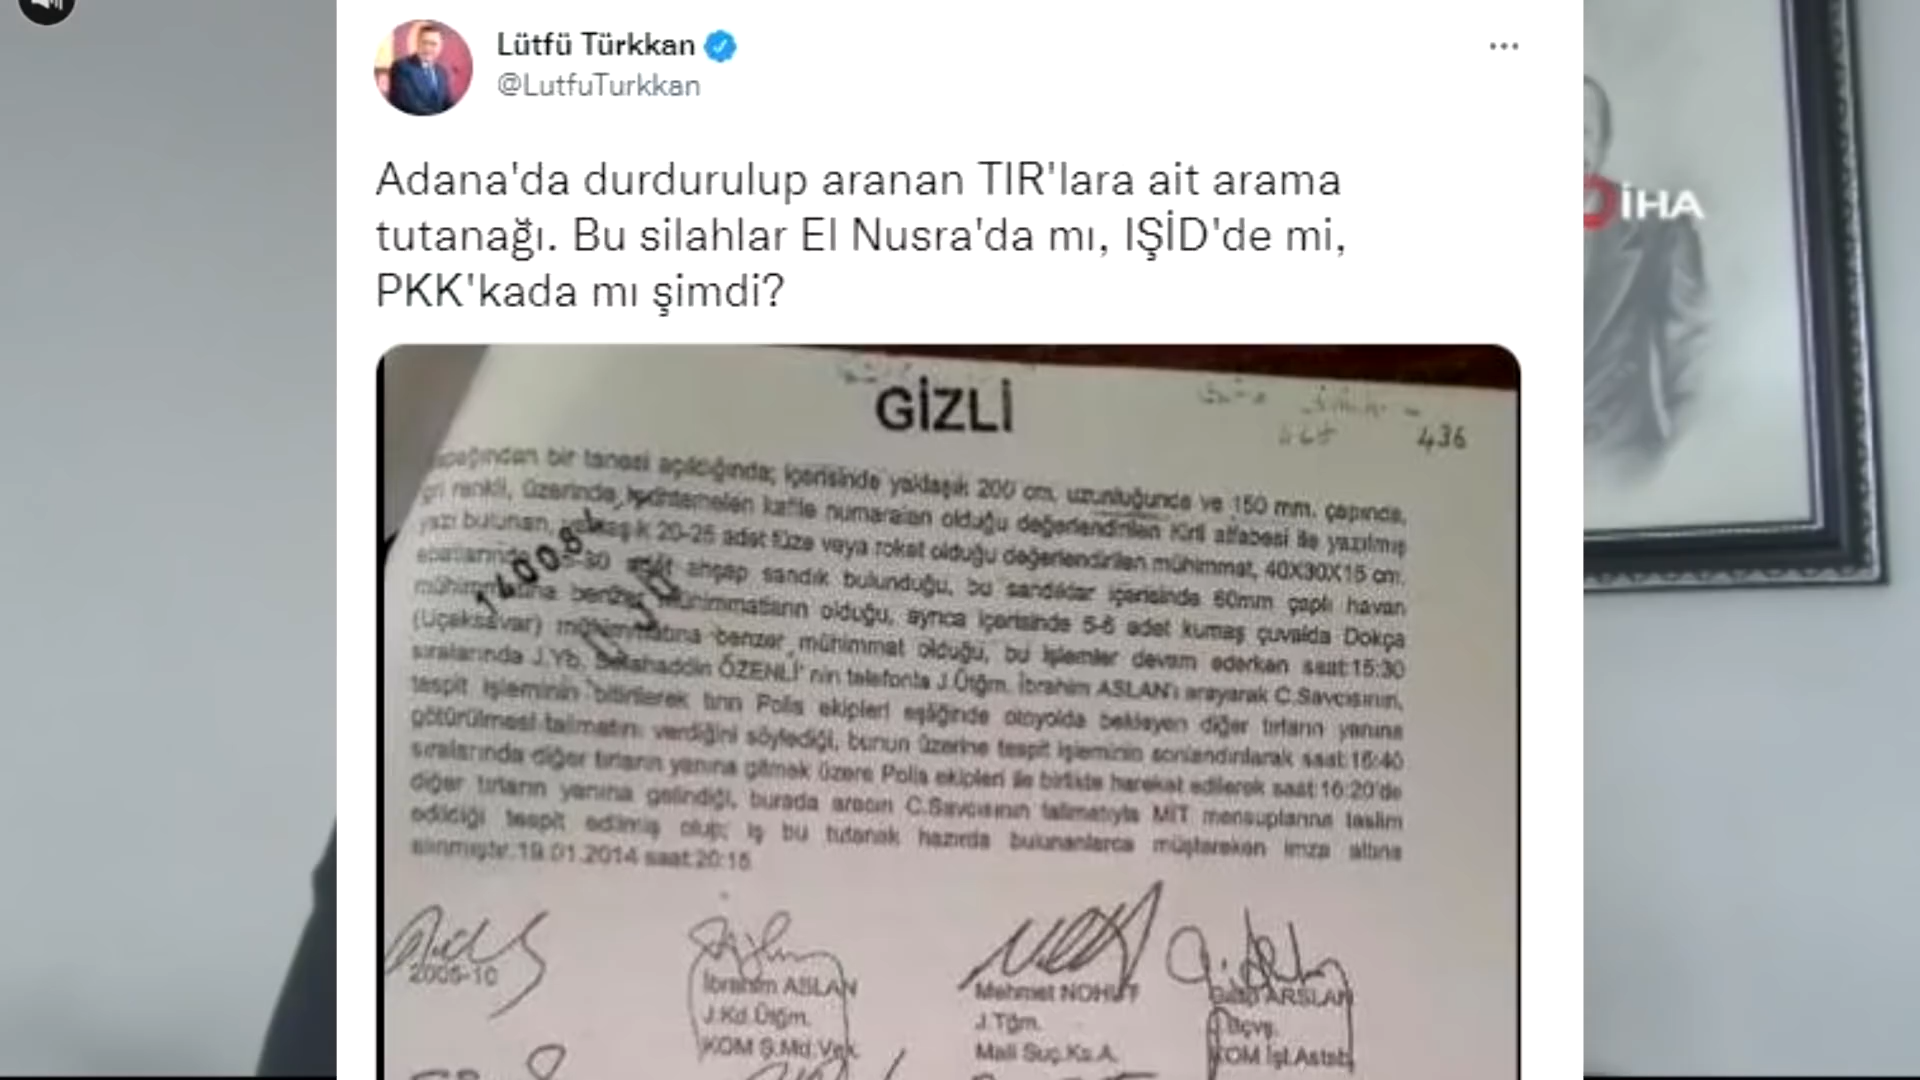 Lütfü Türkkan
@LutfuTurkkan
Adana'da durdurulup aranan TIR'lara ait arama
tutanağı. Bu silahlar El Nusra'da mı, IŞİD'de mi,
PKK'kada mı şimdi?
İHA
GİZLİ
436
bir tanesi açıldığında; içerisinde yaklaşık 200 cm. uzunluğunda ve 150 mm. çapında,
gri renkli, üzerinde kafile numaraları olduğu değerlendirilen Kiril alfabesi ile yazılmış
yazı bulunan, 20-25 adet füze veya roket olduğu değerlendirilen mühimmat, 40X30X15 cm.
ebatlarında adet ahşap sandık bulunduğu, bu sandıklar içerisinde 60mm çaplı havan
benzer mühimmatların olduğu, ayrıca içerisinde 5-6 adet kumaş çuvalda Dokça
(Uçaksavar) mühimmatına benzer mühimmat olduğu, bu işlemler devam ederken saat:15:30
sıralarında J.Yb. Selahaddin ÖZENLİ' nin telefonla J.Ütğm. İbrahim ASLAN'ı arayarak C.Savcısının,
tespit işleminin bitirilerek tırın Polis ekipleri eşliğinde otoyolda bekleyen diğer tırların yanına
götürülmesi talimatını verdiğini söylediği, bunun üzerine tespit işleminin sonlandırılarak saat:15:40
sıralarında diğer tırların yanına gitmek üzere Polis ekipleri ile birlikte hareket edilerek saat:16:20'de
diğer tırların yanına gelindiği, burada aracın C.Savcısının talimatıyla MİT mensuplarına teslim
edildiği tespit edilmiş olup; iş bu tutanak hazırda bulunanlarca müştereken imza altına
alınmıştır.19.01.2014 saat:20:15
2005-10
İbrahim ASLAN
Mehmet NOHUT
ARSLAN
J.Kd.Ütğm.
J.Tğm.
Bçvş.
KOM Ş.Md.Vek.
Mali Suç.Ks.A.
KOM İşl.Astsb.